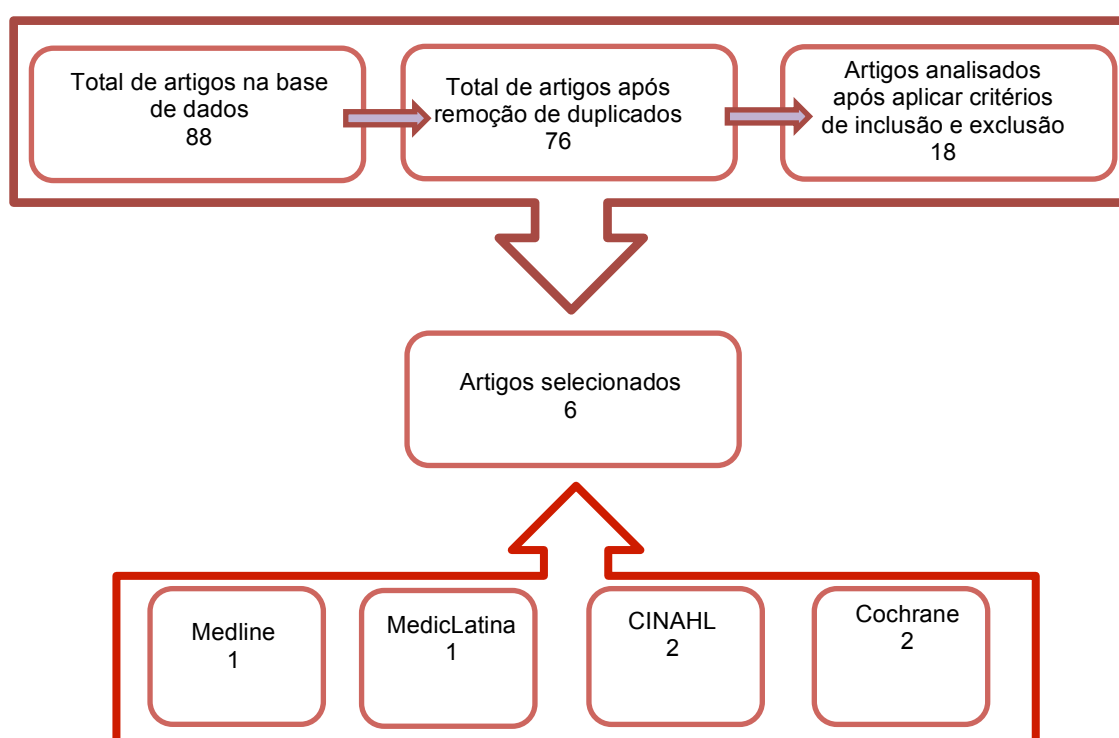 Total de artigos na base
de dados
88
Total de artigos após
remoção de duplicados
76
Artigos analisados
após aplicar critérios
de inclusão e exclusão
18
Artigos selecionados
6
Medline
1
MedicLatina
1
CINAHL
2
Cochrane
2